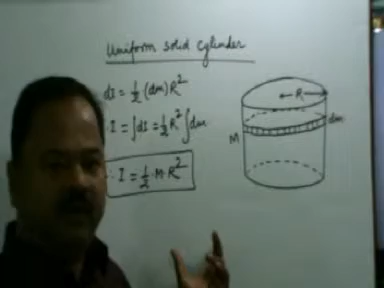 Uniform solid cylinder
dI = 1/2 (dm) R²
I = ∫dI = 1/2 R² ∫dm
∴ I = 1/2 · M · R²
R
dm
M